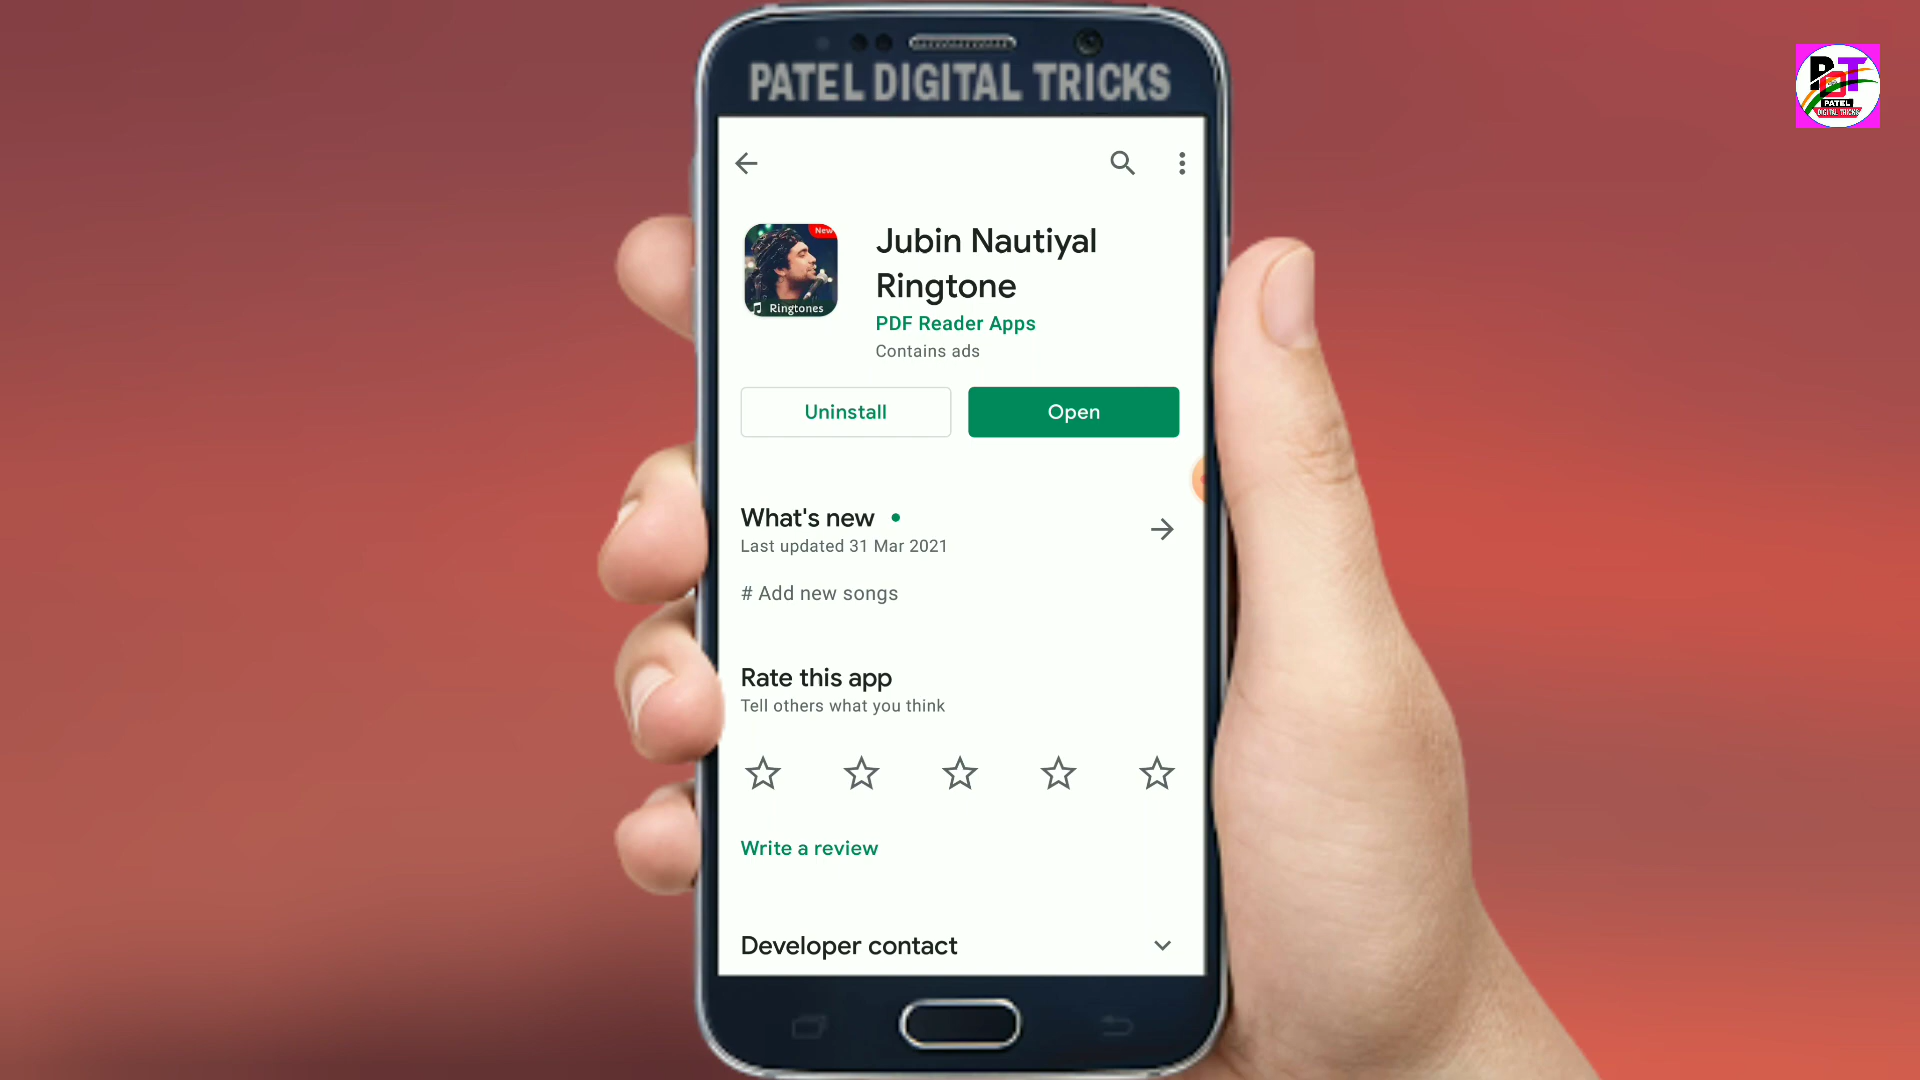 PATEL DIGITAL TRICKS
P T
PATEL
DIGITAL TRICKS
New
Ringtones
Jubin Nautiyal
Ringtone
PDF Reader Apps
Contains ads
Uninstall
Open
What's new
Last updated 31 Mar 2021
# Add new songs
Rate this app
Tell others what you think
Write a review
Developer contact